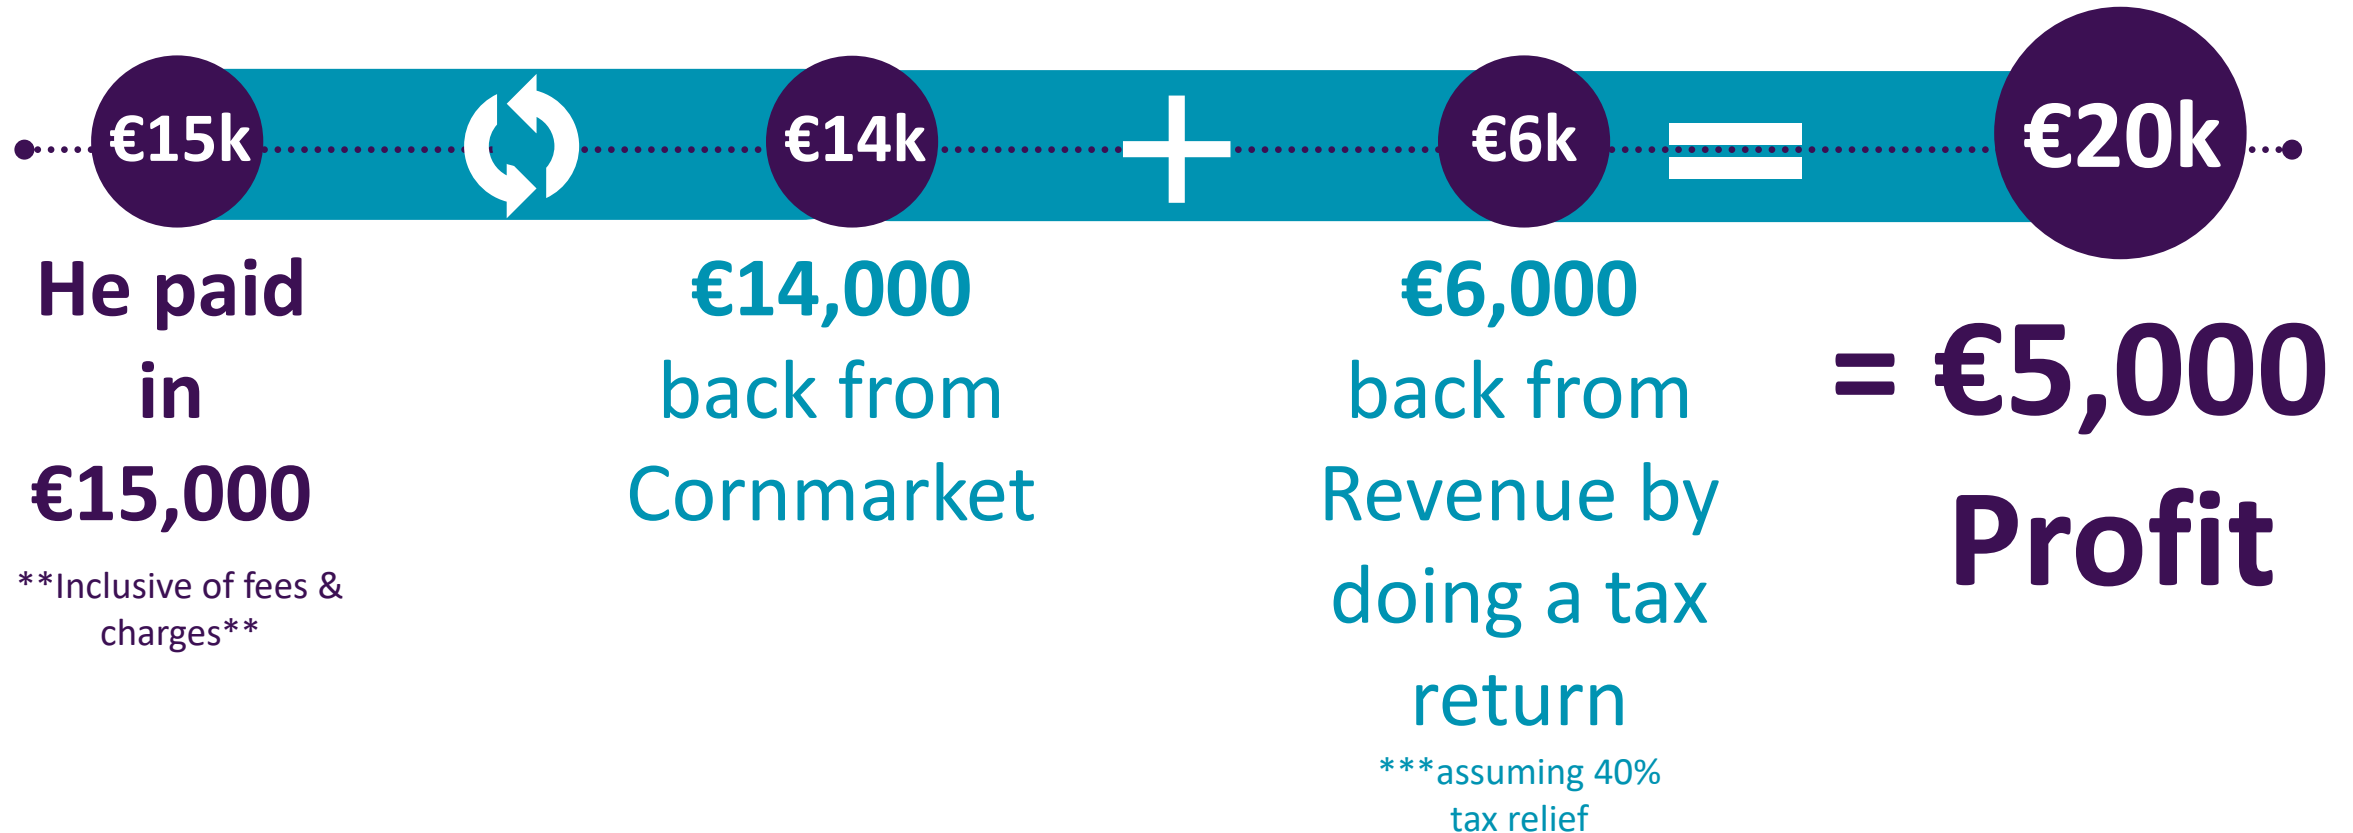 €15k
€14k
€6k
€20k
He paid
in
€15,000
**Inclusive of fees &
charges**
€14,000
back from
Cornmarket
€6,000
back from
Revenue by
doing a tax
return
***assuming 40%
tax relief
= €5,000
Profit